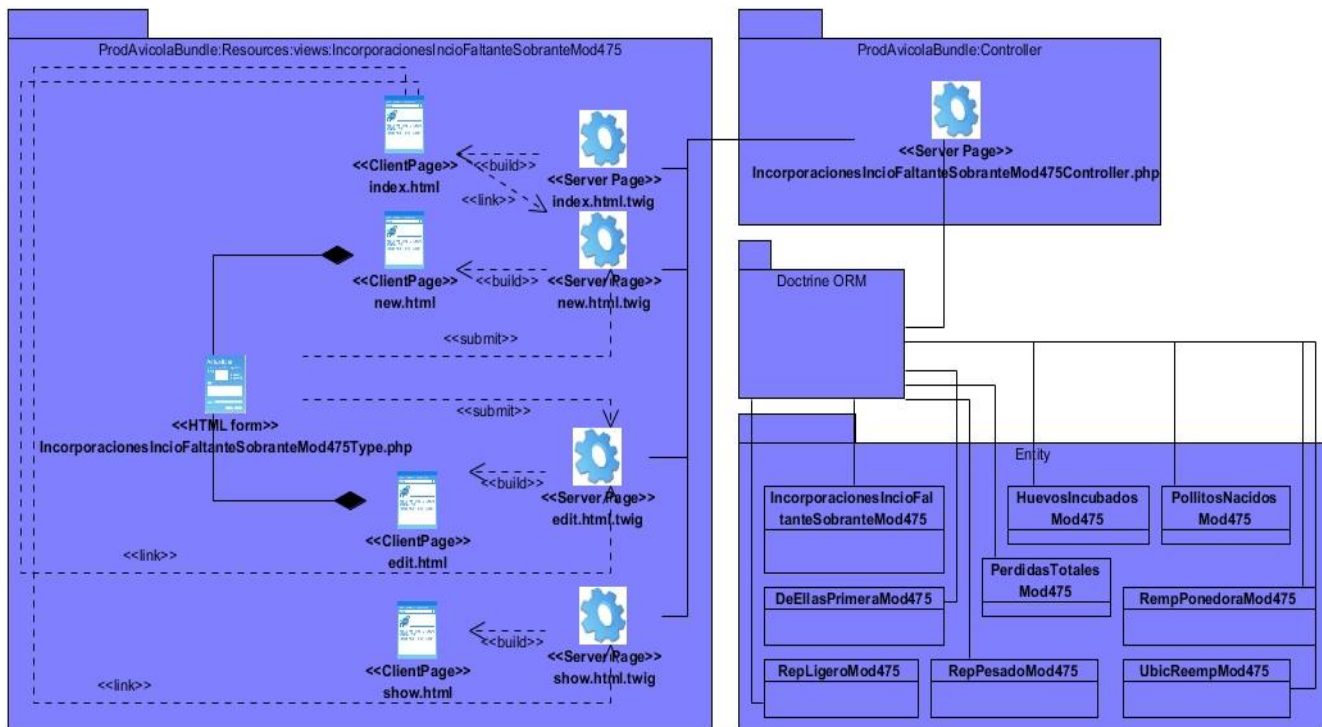 ProdAvicolaBundle:Resources:views:IncorporacionesIncioFaltanteSobranteMod475
<<ClientPage>>
index.html
<<build>>
<<Server Page>>
index.html.twig
<<link>>
<<ClientPage>>
new.html
<<build>>
<<Server Page>>
new.html.twig
<<submit>>
<<HTML form>>
IncorporacionesIncioFaltanteSobranteMod475Type.php
<<submit>>
<<build>>
<<Server Page>>
edit.html.twig
<<ClientPage>>
edit.html
<<link>>
<<build>>
<<Server Page>>
show.html.twig
<<ClientPage>>
show.html
<<link>>
ProdAvicolaBundle:Controller
<<Server Page>>
IncorporacionesIncioFaltanteSobranteMod475Controller.php
Doctrine ORM
Entity
IncorporacionesIncioFal
tanteSobranteMod475
HuevosIncubados
Mod475
PollitosNacidos
Mod475
PerdidasTotales
Mod475
DeEllasPrimeraMod475
RempPonedoraMod475
RepLigeroMod475
RepPesadoMod475
UbicReempMod475